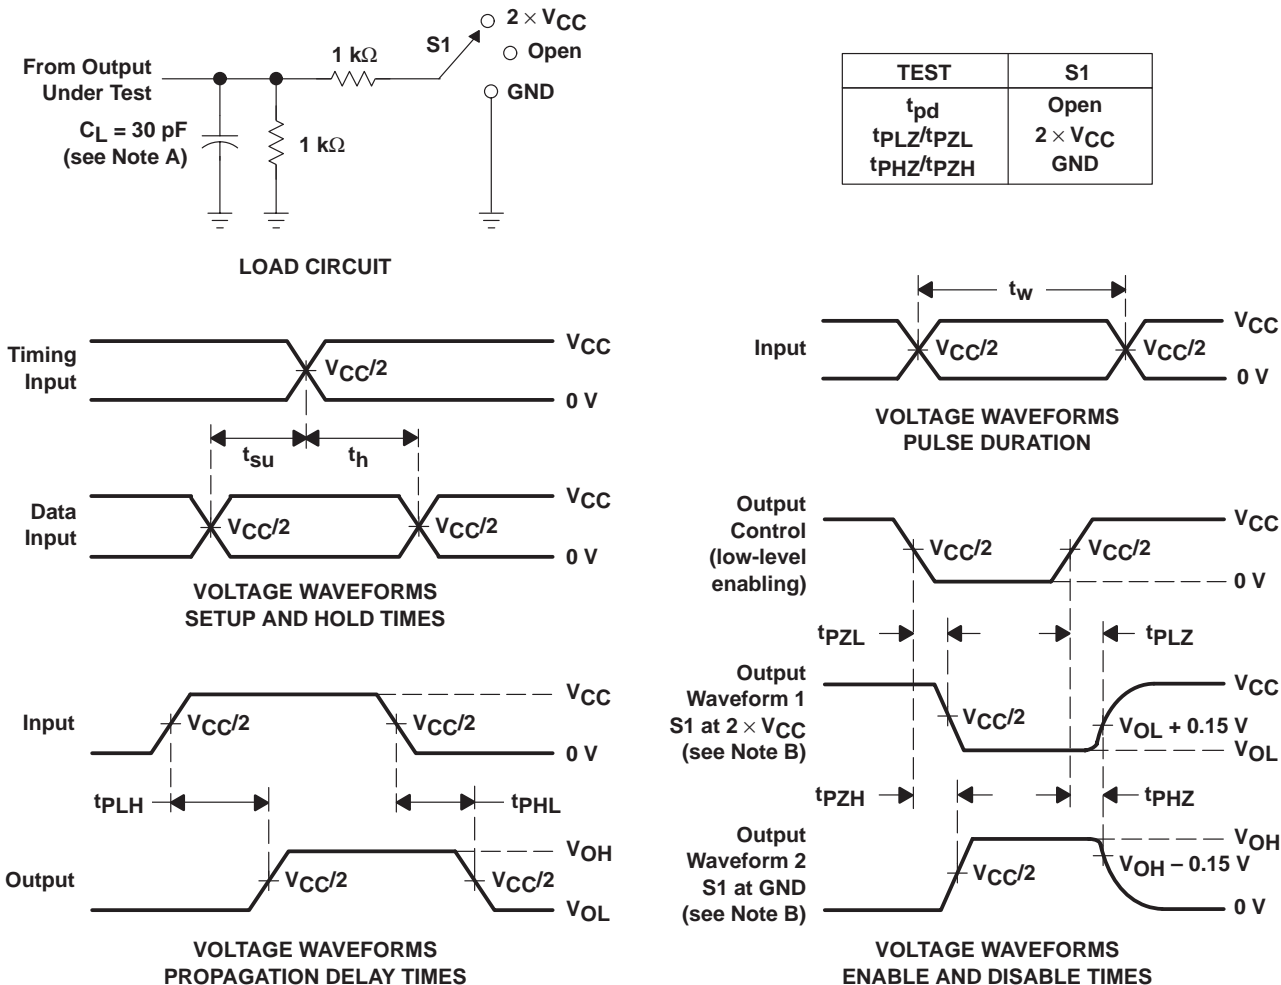 From Output
Under Test
CL = 30 pF
(see Note A)
1 kΩ
1 kΩ
S1
2 × VCC
Open
GND
LOAD CIRCUIT
TEST S1
tpd Open
tPLZ/tPZL 2 × VCC
tPHZ/tPZH GND
Timing
Input
VCC/2
VCC
0 V
tsu
th
Data
Input
VCC/2
VCC/2
VCC
0 V
VOLTAGE WAVEFORMS
SETUP AND HOLD TIMES
Input
tw
VCC/2
VCC/2
VCC
0 V
VOLTAGE WAVEFORMS
PULSE DURATION
Input
VCC/2
VCC/2
VCC
0 V
tPLH
tPHL
Output
VCC/2
VCC/2
VOH
VOL
VOLTAGE WAVEFORMS
PROPAGATION DELAY TIMES
Output
Control
(low-level
enabling)
VCC/2
VCC/2
VCC
0 V
tPZL
tPLZ
Output
Waveform 1
S1 at 2 × VCC
(see Note B)
VCC/2
VCC
VOL + 0.15 V
VOL
tPZH
tPHZ
Output
Waveform 2
S1 at GND
(see Note B)
VCC/2
VOH
VOH – 0.15 V
0 V
VOLTAGE WAVEFORMS
ENABLE AND DISABLE TIMES